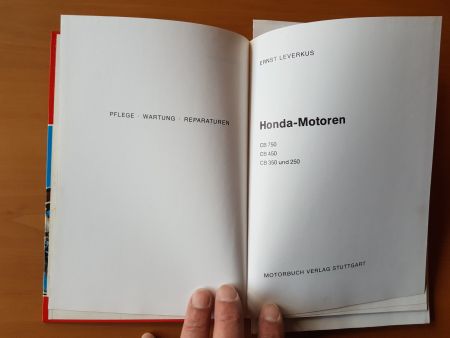 PFLEGE · WARTUNG · REPARATUREN
ERNST LEVERKUS
Honda-Motoren
CB 750
CB 450
CB 350 und 250
MOTORBUCH VERLAG STUTTGART